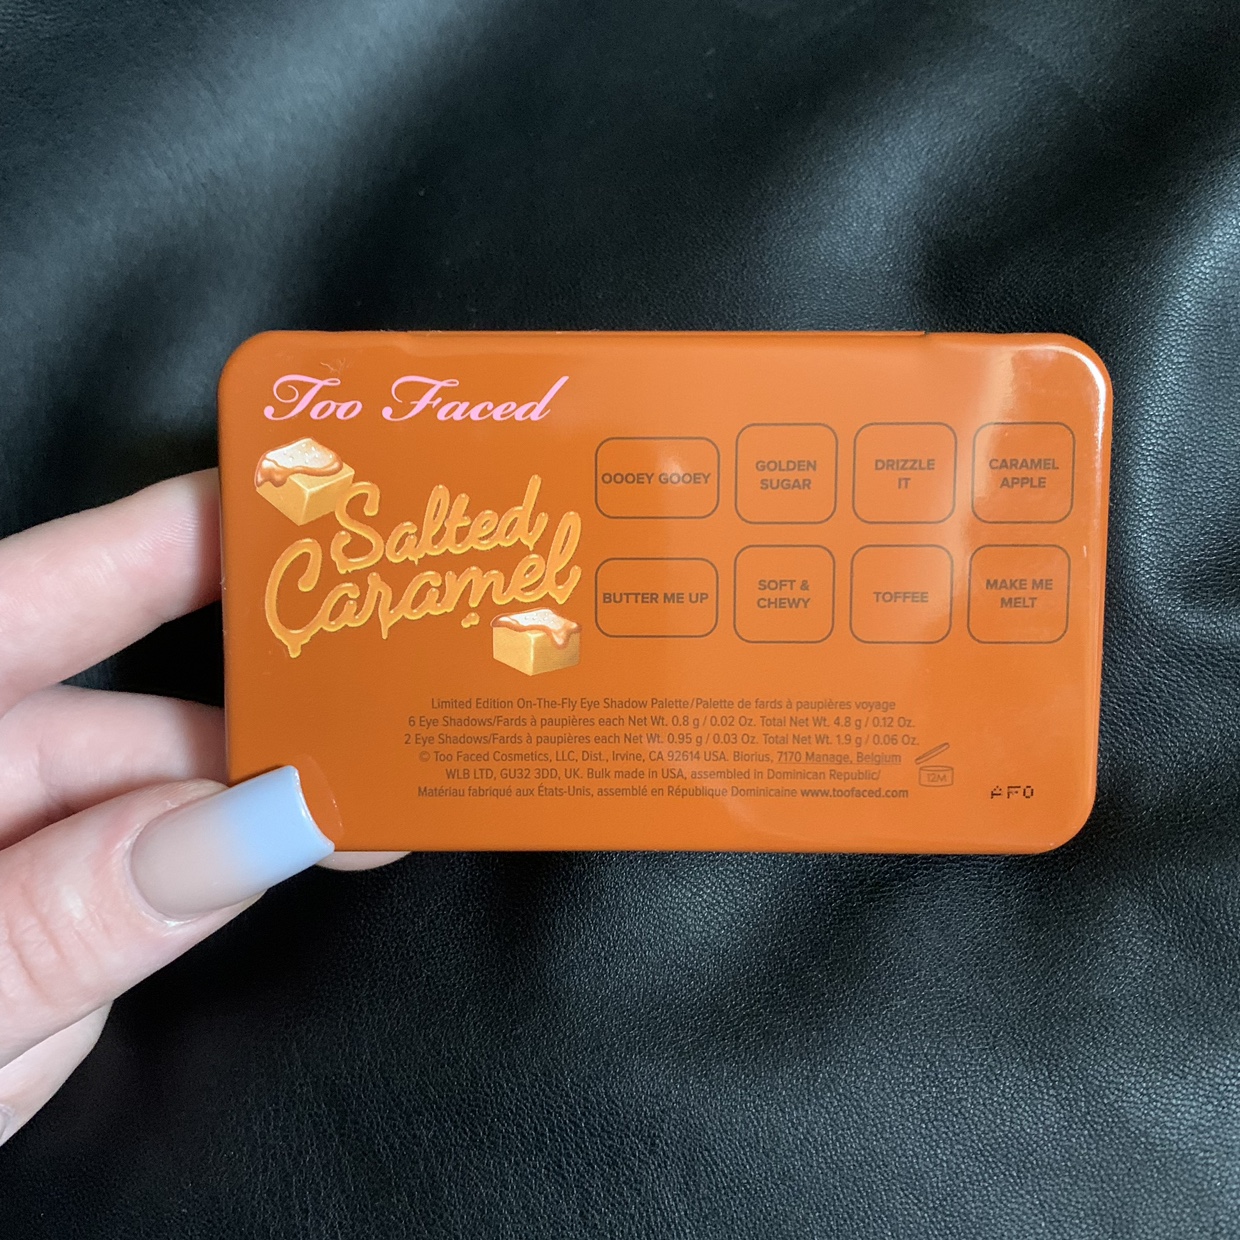 Too Faced
Salted
Caramel
OOOEY GOOEY
GOLDEN
SUGAR
DRIZZLE
IT
CARAMEL
APPLE
BUTTER ME UP
SOFT &
CHEWY
TOFFEE
MAKE ME
MELT
Limited Edition On-The-Fly Eye Shadow Palette/Palette de fards à paupières voyage
6 Eye Shadows/Fards à paupières each Net Wt. 0.8 g / 0.02 Oz. Total Net Wt. 4.8 g / 0.12 Oz.
2 Eye Shadows/Fards à paupières each Net Wt. 0.95 g / 0.03 Oz. Total Net Wt. 1.9 g / 0.06 Oz.
© Too Faced Cosmetics, LLC, Dist., Irvine, CA 92614 USA. Biorius, 7170 Manage, Belgium
WLB LTD, GU32 3DD, UK. Bulk made in USA, assembled in Dominican Republic/
Matériau fabriqué aux États-Unis, assemblé en République Dominicaine www.toofaced.com
12M
AF0